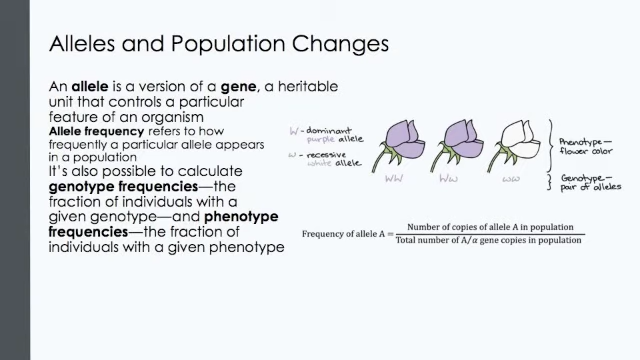 Alleles and Population Changes
An allele is a version of a gene, a heritable
unit that controls a particular
feature of an organism
Allele frequency refers to how
frequently a particular allele appears
in a population
It's also possible to calculate
genotype frequencies—the
fraction of individuals with a
given genotype—and phenotype
frequencies—the fraction of
individuals with a given phenotype
W - dominant
purple allele
w - recessive
white allele
WW Ww ww
Phenotype—
flower color
Genotype—
pair of alleles
Frequency of allele A = Number of copies of allele A in population
Total number of A/α gene copies in population